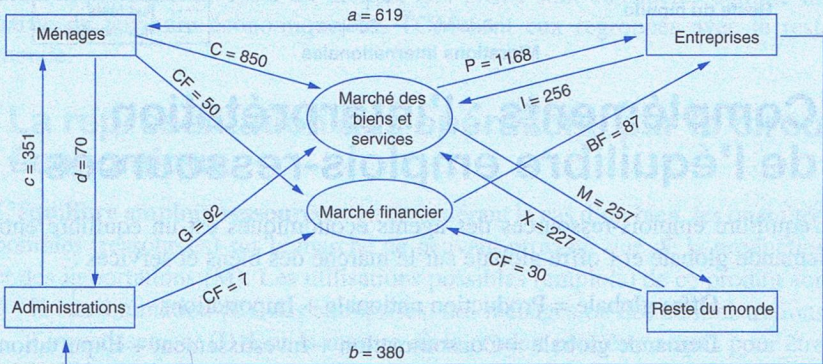 a = 619
Ménages
Entreprises
C = 850
P = 1168
CF = 50
I = 256
Marché des
biens et
services
BF = 87
c = 351
d = 70
G = 92
Marché financier
M = 257
X = 227
CF = 7
CF = 30
Administrations
Reste du monde
b = 380